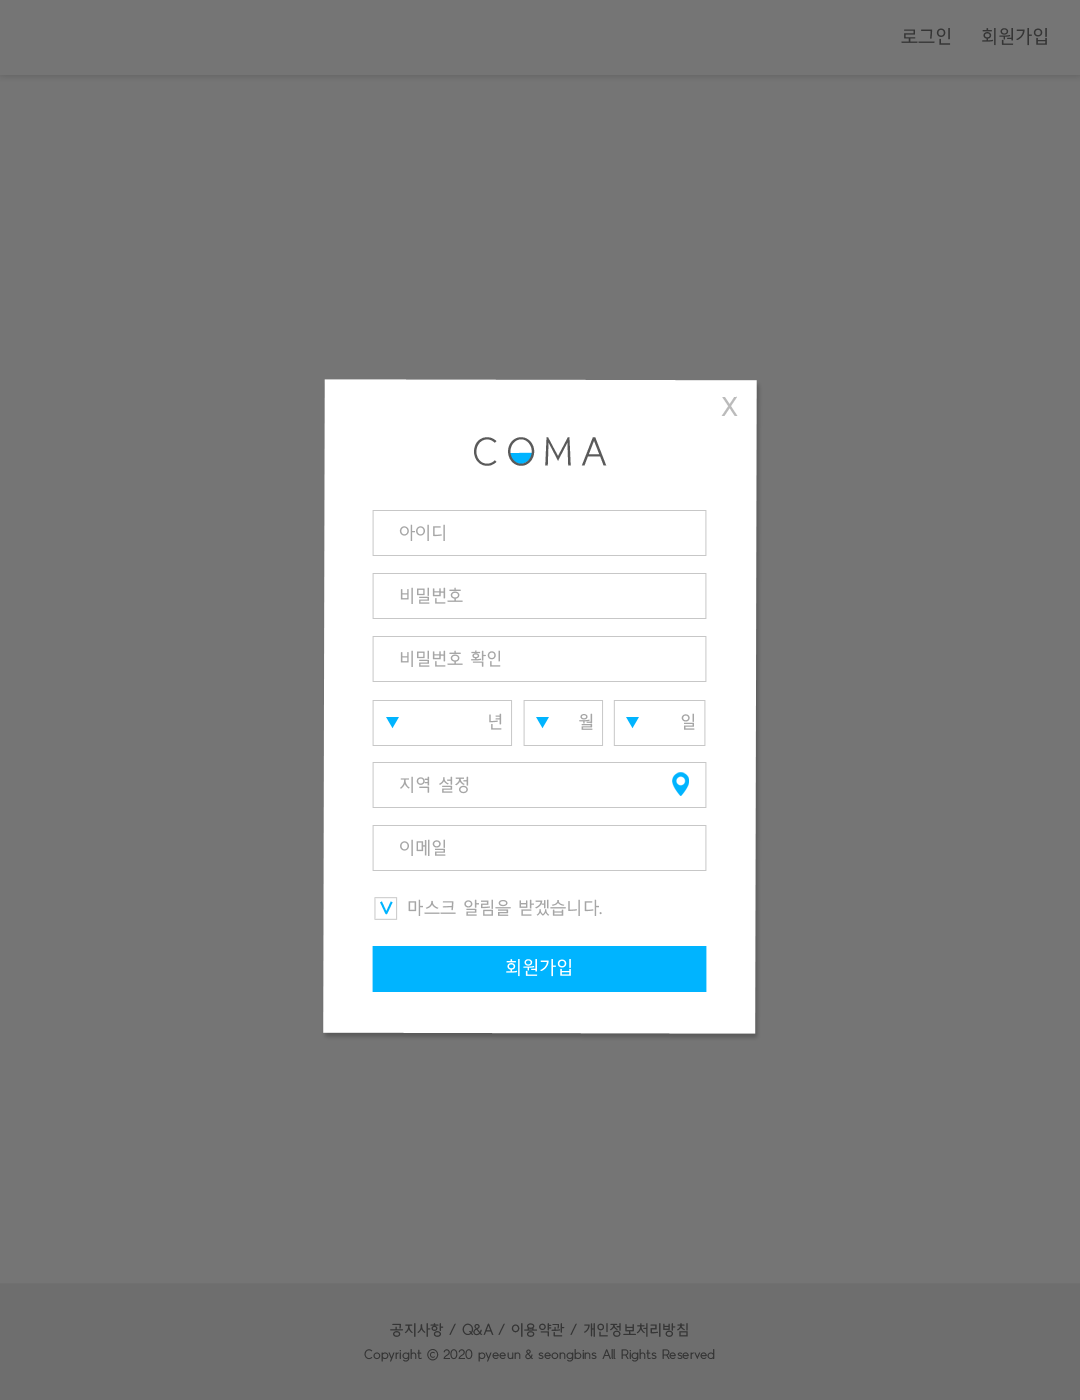 로그인 회원가입
X
COMA
아이디
비밀번호
비밀번호 확인
년 월 일
지역 설정
이메일
V 마스크 알림을 받겠습니다.
회원가입
공지사항 / Q&A / 이용약관 / 개인정보처리방침
Copyright © 2020 pyeeun & seongbins All Rights Reserved